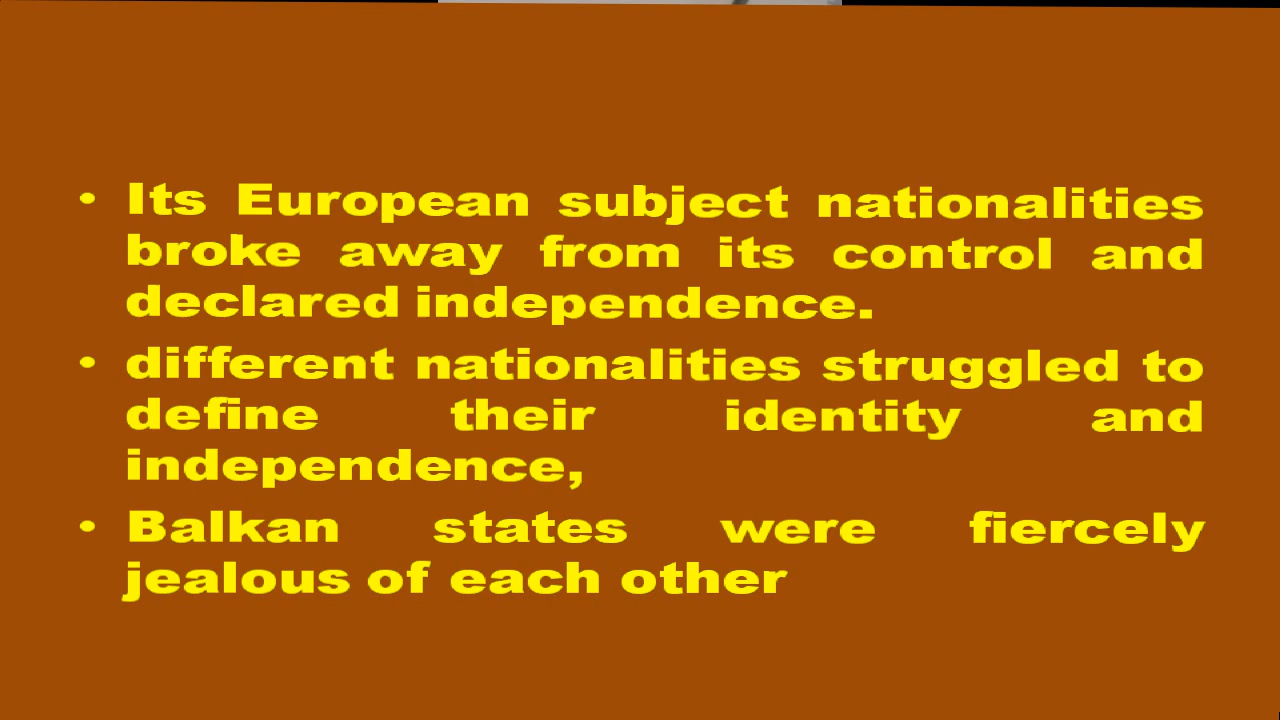 • Its European subject nationalities
broke away from its control and
declared independence.
• different nationalities struggled to
define their identity and
independence,
• Balkan states were fiercely
jealous of each other